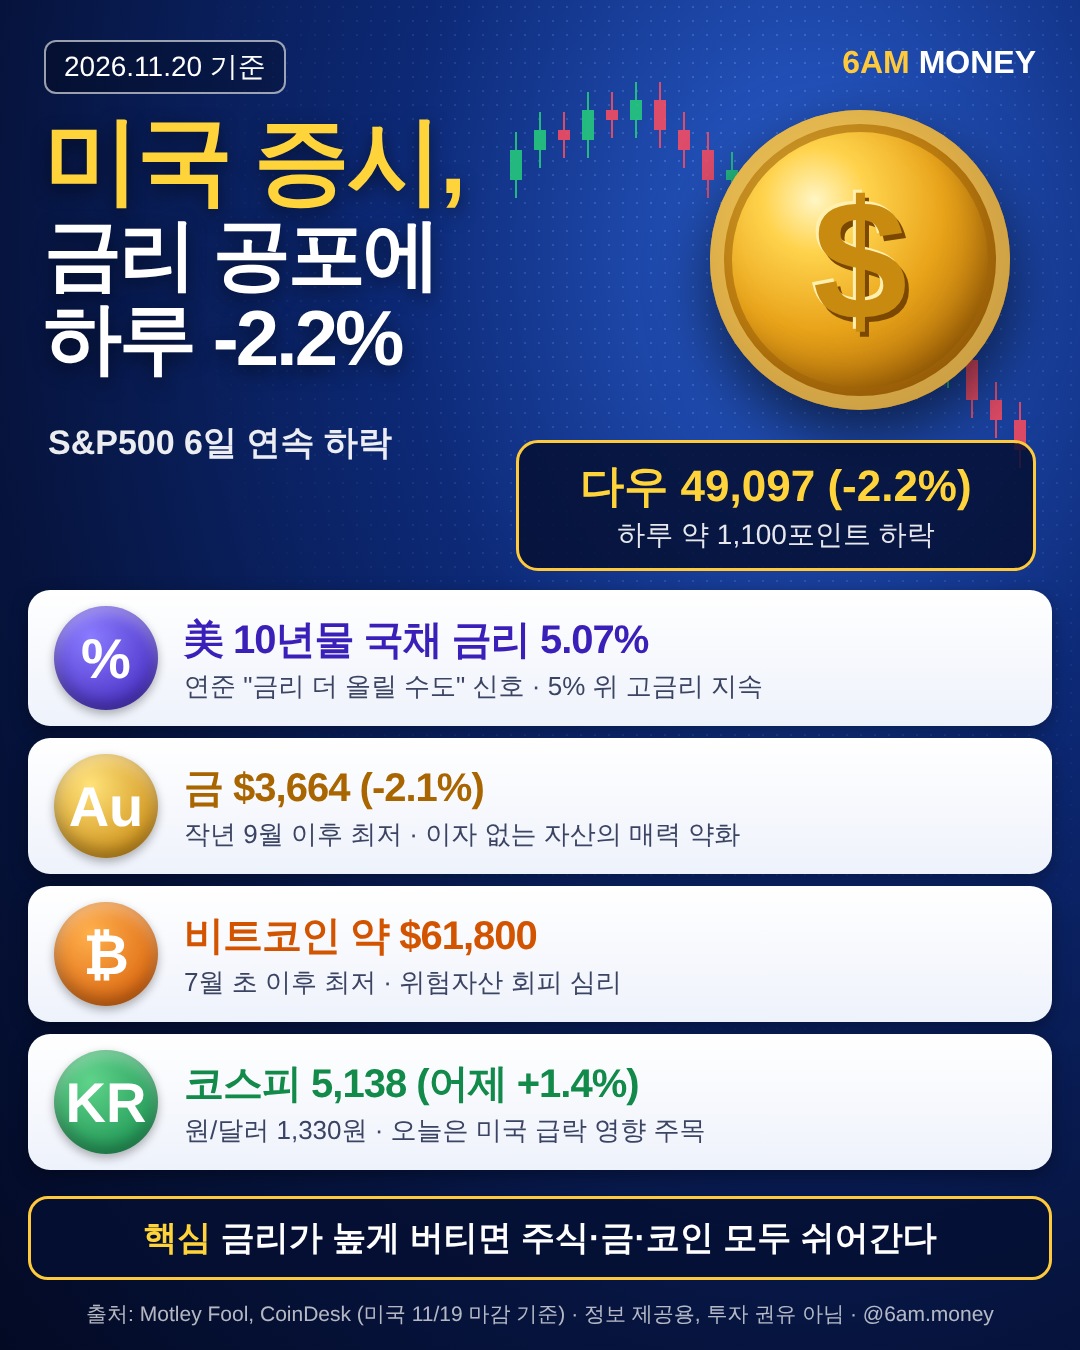 2026.11.20 기준
6AM MONEY
미국 증시,
금리 공포에
하루 -2.2%
S&P500 6일 연속 하락
$
다우 49,097 (-2.2%)
하루 약 1,100포인트 하락
%
美 10년물 국채 금리 5.07%
연준 "금리 더 올릴 수도" 신호 · 5% 위 고금리 지속
Au
금 $3,664 (-2.1%)
작년 9월 이후 최저 · 이자 없는 자산의 매력 약화
₿
비트코인 약 $61,800
7월 초 이후 최저 · 위험자산 회피 심리
KR
코스피 5,138 (어제 +1.4%)
원/달러 1,330원 · 오늘은 미국 급락 영향 주목
핵심 금리가 높게 버티면 주식·금·코인 모두 쉬어간다
출처: Motley Fool, CoinDesk (미국 11/19 마감 기준) · 정보 제공용, 투자 권유 아님 · @6am.money